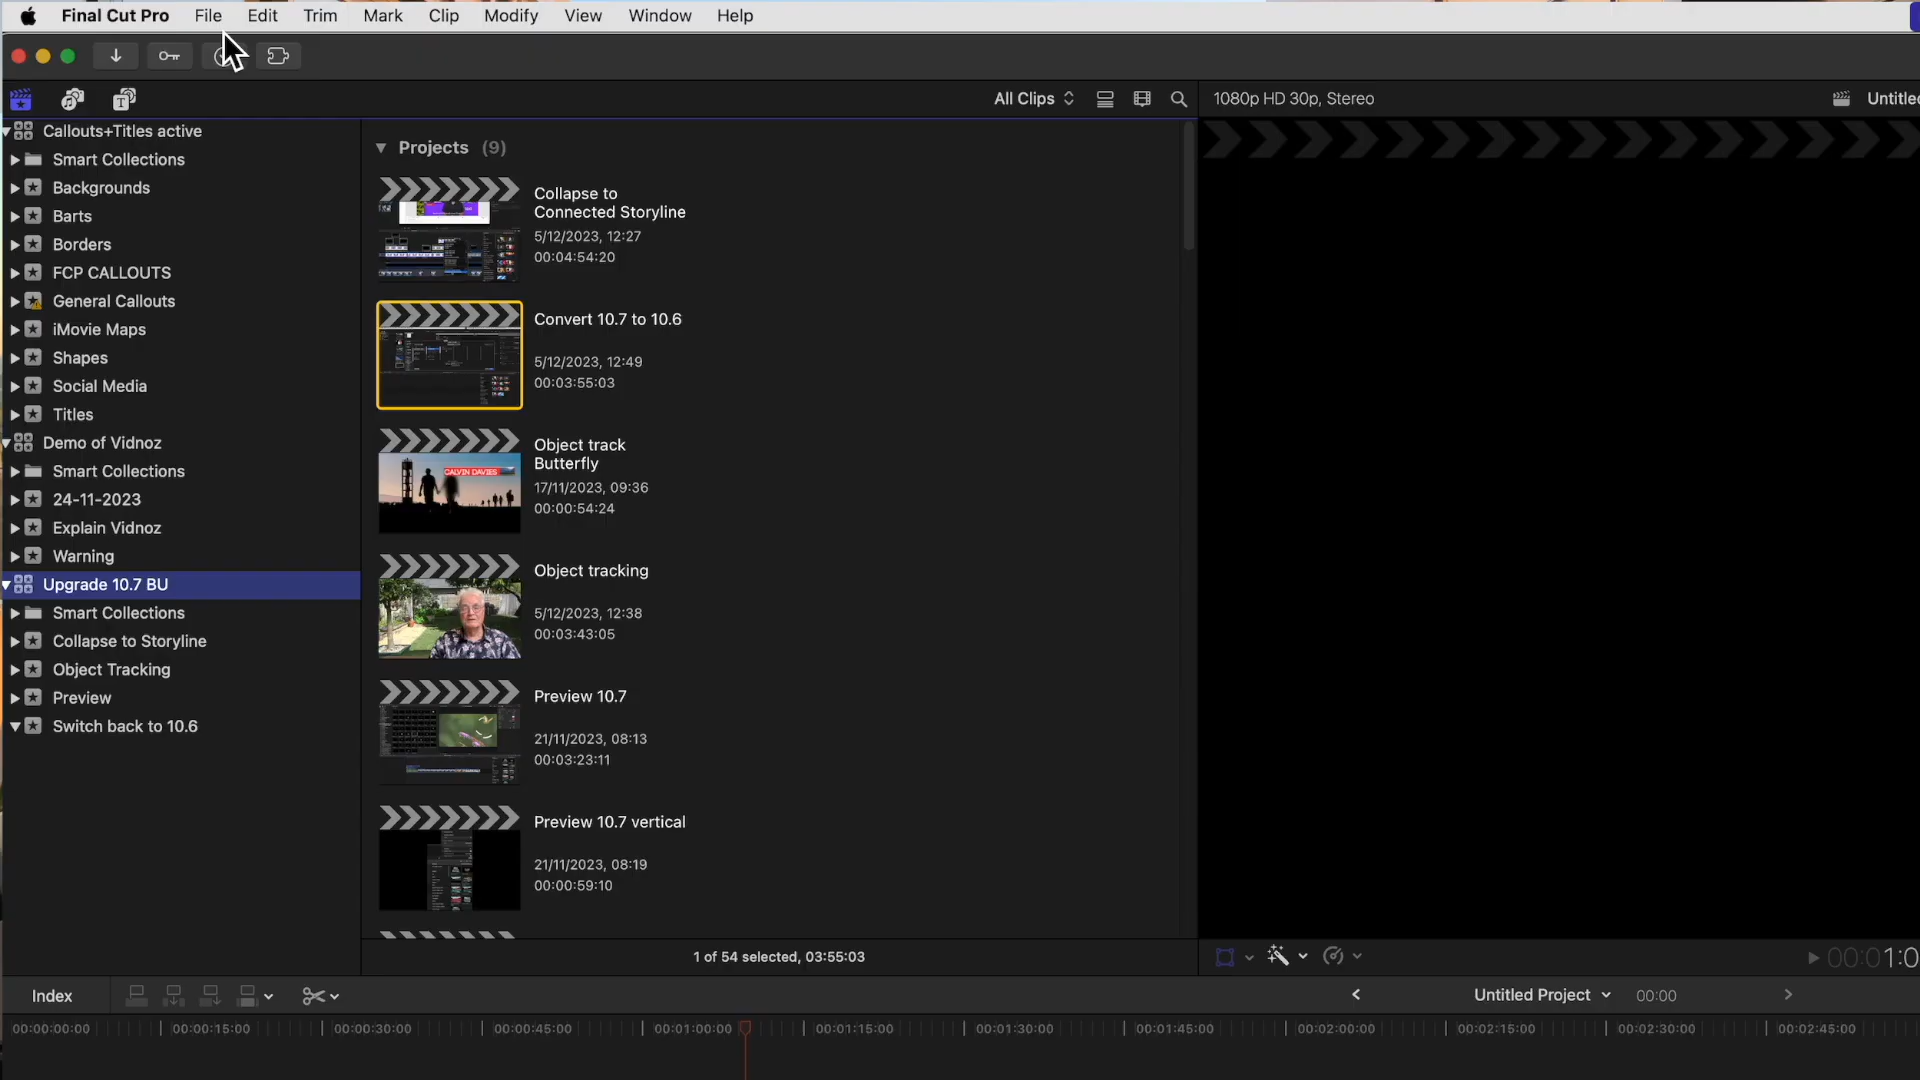 Final Cut Pro File Edit Trim Mark Clip Modify View Window Help
All Clips
1080p HD 30p, Stereo
Callouts+Titles active
Smart Collections
Backgrounds
Barts
Borders
FCP CALLOUTS
General Callouts
iMovie Maps
Shapes
Social Media
Titles
Demo of Vidnoz
Smart Collections
24-11-2023
Explain Vidnoz
Warning
Upgrade 10.7 BU
Smart Collections
Collapse to Storyline
Object Tracking
Preview
Switch back to 10.6
Projects (9)
Collapse to
Connected Storyline
5/12/2023, 12:27
00:04:54:20
Convert 10.7 to 10.6
5/12/2023, 12:49
00:03:55:03
CALVIN DAVIES
Object track
Butterfly
17/11/2023, 09:36
00:00:54:24
Object tracking
5/12/2023, 12:38
00:03:43:05
Preview 10.7
21/11/2023, 08:13
00:03:23:11
Preview 10.7 vertical
21/11/2023, 08:19
00:00:59:10
1 of 54 selected, 03:55:03
00:01:0
Index
Untitled Project 00:00
00:00:00:00 00:00:15:00 00:00:30:00 00:00:45:00 00:01:00:00 00:01:15:00 00:01:30:00 00:01:45:00 00:02:00:00 00:02:15:00 00:02:30:00 00:02:45:00